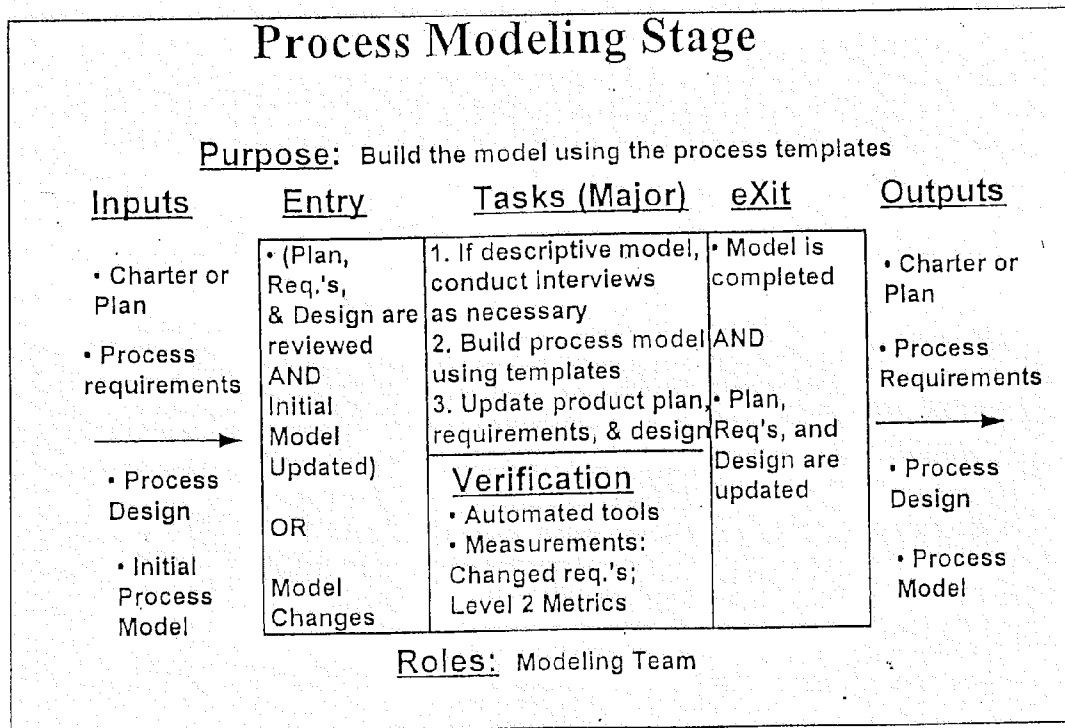 Process Modeling Stage
Purpose: Build the model using the process templates
Inputs
• Charter or
Plan
• Process
requirements
• Process
Design
• Initial
Process
Model
Entry
• (Plan,
Req.'s,
& Design are
reviewed
AND
Initial
Model
Updated)
OR
Model
Changes
Tasks (Major)
1. If descriptive model,
conduct interviews
as necessary
2. Build process model
using templates
3. Update product plan,
requirements, & design
Verification
• Automated tools
• Measurements:
Changed req.'s;
Level 2 Metrics
eXit
• Model is
completed
AND
• Plan,
Req's, and
Design are
updated
Outputs
• Charter or
Plan
• Process
Requirements
• Process
Design
• Process
Model
Roles: Modeling Team